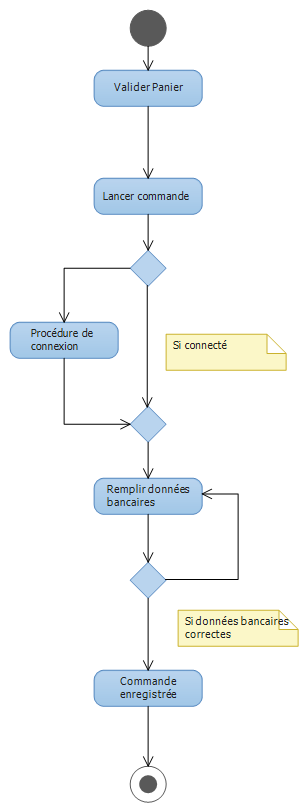 Valider Panier
Lancer commande
Procédure de
connexion
Si connecté
Remplir données
bancaires
Si données bancaires
correctes
Commande
enregistrée